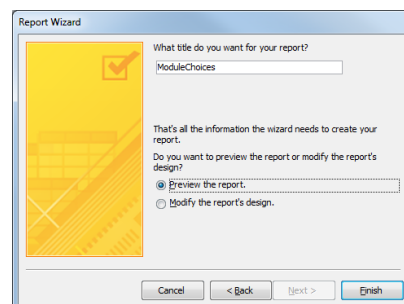 Report Wizard
What title do you want for your report?
ModuleChoices
That's all the information the wizard needs to create your
report.
Do you want to preview the report or modify the report's
design?
Preview the report.
Modify the report's design.
Cancel
< Back
Next >
Finish